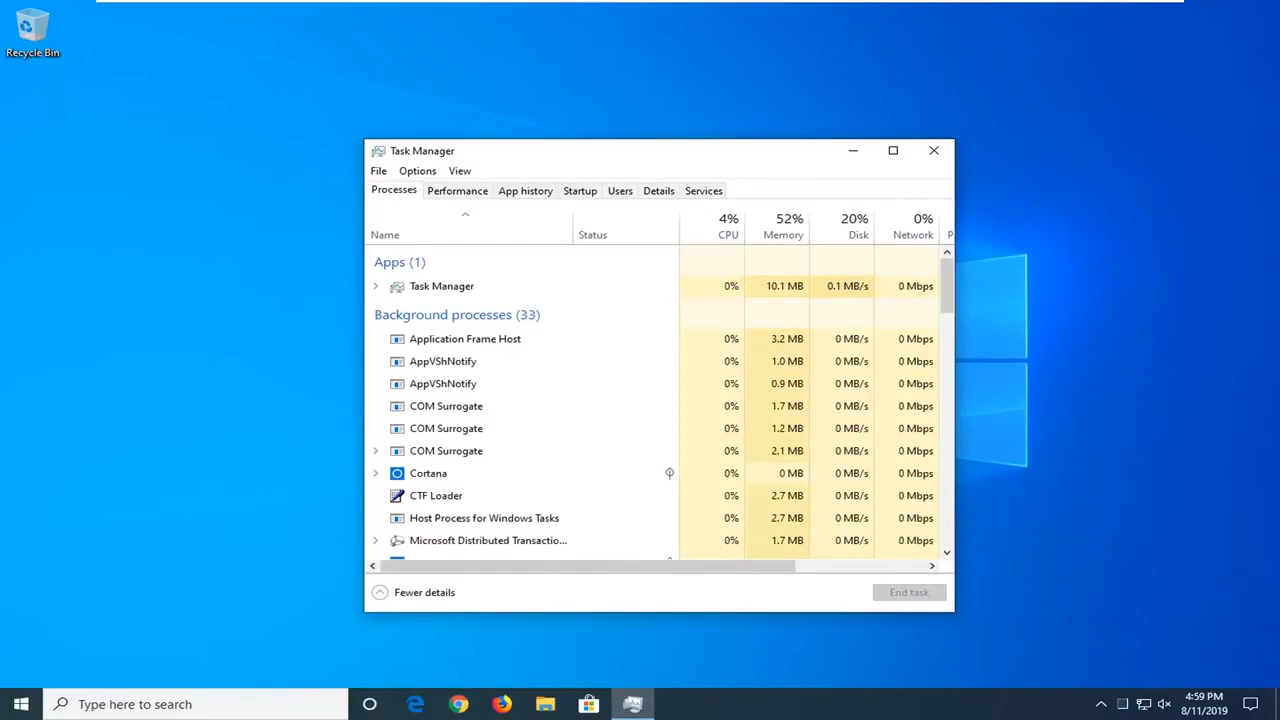 Recycle Bin
Task Manager
File Options View
Processes Performance App history Startup Users Details Services
4% 52% 20% 0%
Name Status CPU Memory Disk Network P
Apps (1)
Task Manager 0% 10.1 MB 0.1 MB/s 0 Mbps
Background processes (33)
Application Frame Host 0% 3.2 MB 0 MB/s 0 Mbps
AppVShNotify 0% 1.0 MB 0 MB/s 0 Mbps
AppVShNotify 0% 0.9 MB 0 MB/s 0 Mbps
COM Surrogate 0% 1.7 MB 0 MB/s 0 Mbps
COM Surrogate 0% 1.2 MB 0 MB/s 0 Mbps
COM Surrogate 0% 2.1 MB 0 MB/s 0 Mbps
Cortana 0% 0 MB 0 MB/s 0 Mbps
CTF Loader 0% 2.7 MB 0 MB/s 0 Mbps
Host Process for Windows Tasks 0% 2.7 MB 0 MB/s 0 Mbps
Microsoft Distributed Transactio... 0% 1.7 MB 0 MB/s 0 Mbps
Fewer details End task
Type here to search
4:59 PM
8/11/2019